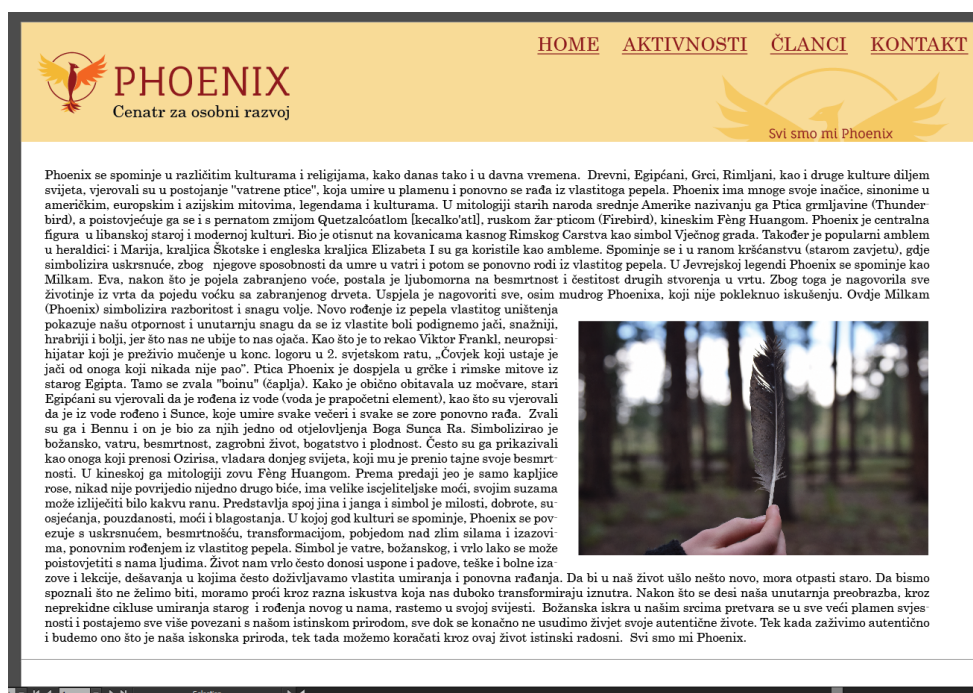 HOME AKTIVNOSTI ČLANCI KONTAKT
PHOENIX
Cenatr za osobni razvoj
Svi smo mi Phoenix
Phoenix se spominje u različitim kulturama i religijama, kako danas tako i u davna vremena. Drevni, Egipćani, Grci, Rimljani, kao i druge kulture diljem
svijeta, vjerovali su u postojanje "vatrene ptice", koja umire u plamenu i ponovno se rađa iz vlastitoga pepela. Phoenix ima mnoge svoje inačice, sinonime u
američkim, europskim i azijskim mitovima, legendama i kulturama. U mitologiji starih naroda srednje Amerike nazivanju ga Ptica grmljavine (Thunder-
bird), a poistovjećuje ga se i s pernatom zmijom Quetzalcóatlom [kecalko'atl], ruskom žar pticom (Firebird), kineskim Fèng Huangom. Phoenix je centralna
figura u libanskoj staroj i modernoj kulturi. Bio je otisnut na kovanicama kasnog Rimskog Carstva kao simbol Vječnog grada. Također je popularni amblem
u heraldici: i Marija, kraljica Škotske i engleska kraljica Elizabeta I su ga koristile kao ambleme. Spominje se i u ranom kršćanstvu (starom zavjetu), gdje
simbolizira uskrsnuće, zbog njegove sposobnosti da umre u vatri i potom se ponovno rodi iz vlastitog pepela. U Jevrejskoj legendi Phoenix se spominje kao
Milkam. Eva, nakon što je pojela zabranjeno voće, postala je ljubomorna na besmrtnost i čestitost drugih stvorenja u vrtu. Zbog toga je nagovorila sve
životinje iz vrta da pojedu voćku sa zabranjenog drveta. Uspjela je nagovoriti sve, osim mudrog Phoenixa, koji nije pokleknuo iskušenju. Ovdje Milkam
(Phoenix) simbolizira razboritost i snagu volje. Novo rođenje iz pepela vlastitog uništenja
pokazuje našu otpornost i unutarnju snagu da se iz vlastite boli podignemo jači, snažniji,
hrabriji i bolji, jer što nas ne ubije to nas ojača. Kao što je to rekao Viktor Frankl, neuropsi-
hijatar koji je preživio mučenje u konc. logoru u 2. svjetskom ratu, „Čovjek koji ustaje je
jači od onoga koji nikada nije pao". Ptica Phoenix je dospjela u grčke i rimske mitove iz
starog Egipta. Tamo se zvala "boinu" (čaplja). Kako je obično obitavala uz močvare, stari
Egipćani su vjerovali da je rođena iz vode (voda je prapočetni element), kao što su vjerovali
da je iz vode rođeno i Sunce, koje umire svake večeri i svake se zore ponovno rađa. Zvali
su ga i Bennu i on je bio za njih jedno od otjelovljenja Boga Sunca Ra. Simbolizirao je
božansko, vatru, besmrtnost, zagrobni život, bogatstvo i plodnost. Često su ga prikazivali
kao onoga koji prenosi Ozirisa, vladara donjeg svijeta, koji mu je prenio tajne svoje besmrt-
nosti. U kineskoj ga mitologiji zovu Fèng Huangom. Prema predaji jeo je samo kapljice
rose, nikad nije povrijedio nijedno drugo biće, ima velike iscjeliteljske moći, svojim suzama
može izliječiti bilo kakvu ranu. Predstavlja spoj jina i janga i simbol je milosti, dobrote, su-
osjećanja, pouzdanosti, moći i blagostanja. U kojoj god kulturi se spominje, Phoenix se pov-
ezuje s uskrsnućem, besmrtnošću, transformacijom, pobjedom nad zlim silama i izazovi-
ma, ponovnim rođenjem iz vlastitog pepela. Simbol je vatre, božanskog, i vrlo lako se može
poistovjetiti s nama ljudima. Život nam vrlo često donosi uspone i padove, teške i bolne iza-
zove i lekcije, dešavanja u kojima često doživljavamo vlastita umiranja i ponovna rađanja. Da bi u naš život ušlo nešto novo, mora otpasti staro. Da bismo
spoznali što ne želimo biti, moramo proći kroz razna iskustva koja nas duboko transformiraju iznutra. Nakon što se desi naša unutarnja preobrazba, kroz
neprekidne cikluse umiranja starog i rođenja novog u nama, rastemo u svojoj svijesti. Božanska iskra u našim srcima pretvara se u sve veći plamen svjes-
nosti i postajemo sve više povezani s našom istinskom prirodom, sve dok se konačno ne usudimo živjet svoje autentične živote. Tek kada zaživimo autentično
i budemo ono što je naša iskonska priroda, tek tada možemo koračati kroz ovaj život istinski radosni. Svi smo mi Phoenix.